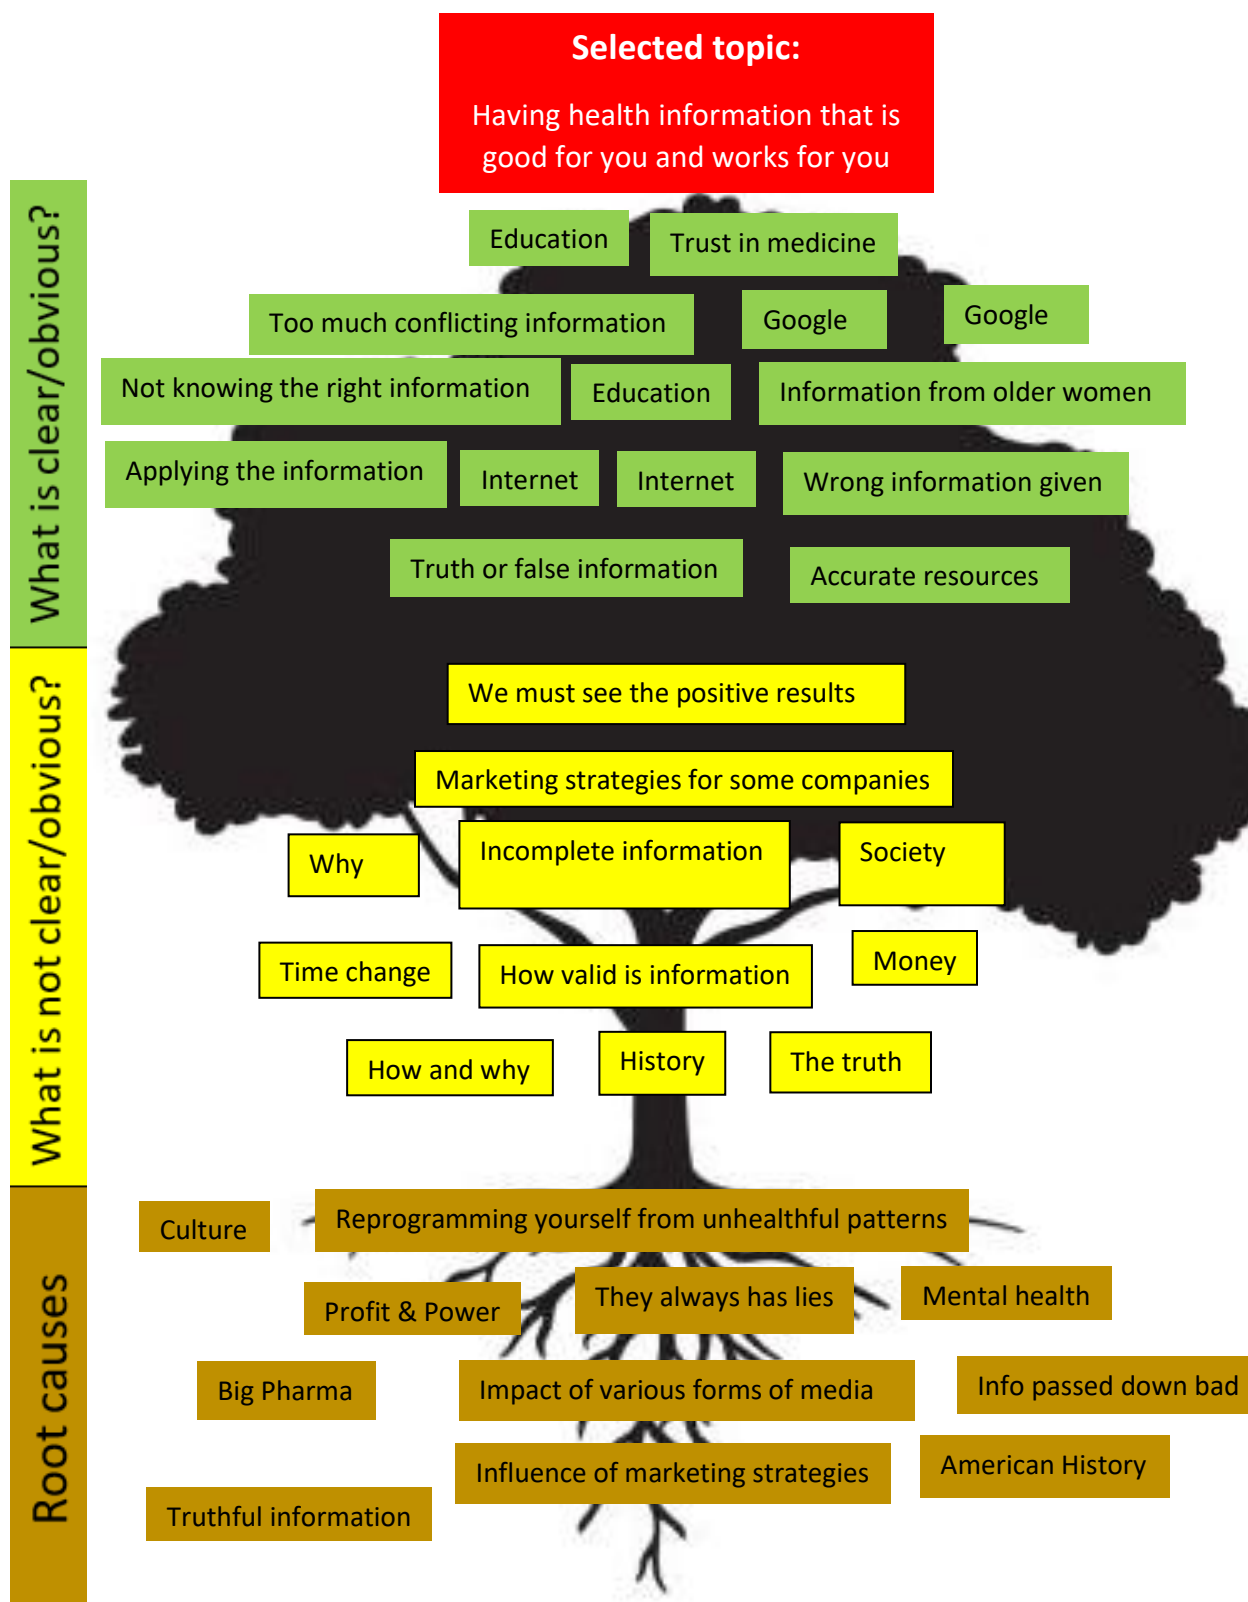 Selected topic:
Having health information that is
good for you and works for you
What is clear/obvious?
Education
Trust in medicine
Too much conflicting information
Google
Google
Not knowing the right information
Education
Information from older women
Applying the information
Internet
Internet
Wrong information given
Truth or false information
Accurate resources
What is not clear/obvious?
We must see the positive results
Marketing strategies for some companies
Why
Incomplete information
Society
Time change
How valid is information
Money
How and why
History
The truth
Root causes
Culture
Reprogramming yourself from unhealthful patterns
Profit & Power
They always has lies
Mental health
Big Pharma
Impact of various forms of media
Info passed down bad
Influence of marketing strategies
American History
Truthful information